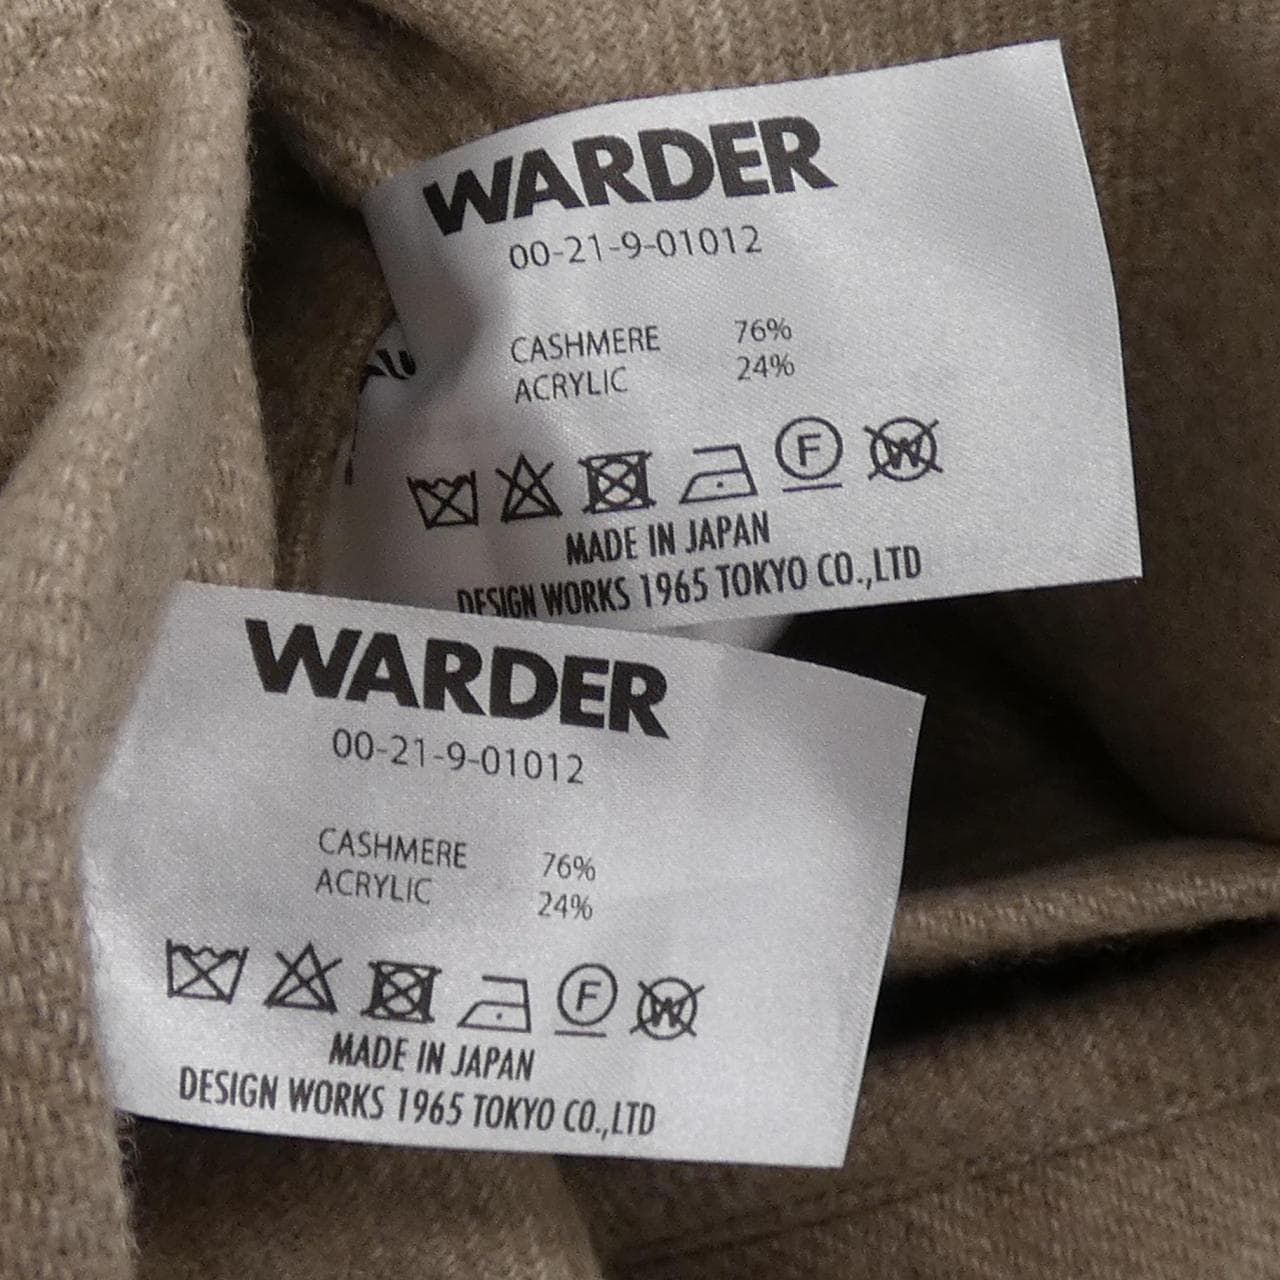 WARDER
00-21-9-01012
CASHMERE 76%
ACRYLIC 24%
F W
MADE IN JAPAN
DESIGN WORKS 1965 TOKYO CO.,LTD
WARDER
00-21-9-01012
CASHMERE 76%
ACRYLIC 24%
F W
MADE IN JAPAN
DESIGN WORKS 1965 TOKYO CO.,LTD